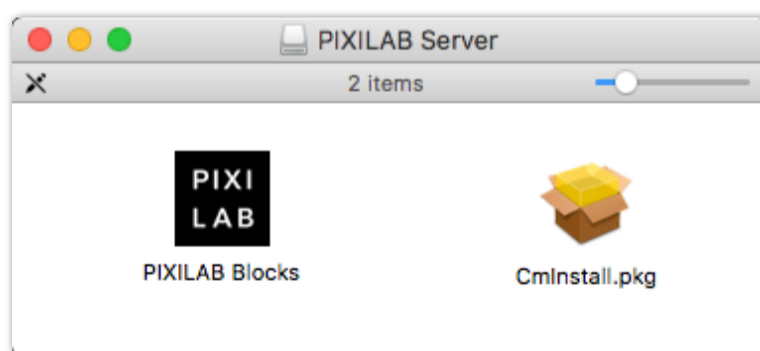 PIXILAB Server
2 items
PIXI
LAB
PIXILAB Blocks
CmInstall.pkg